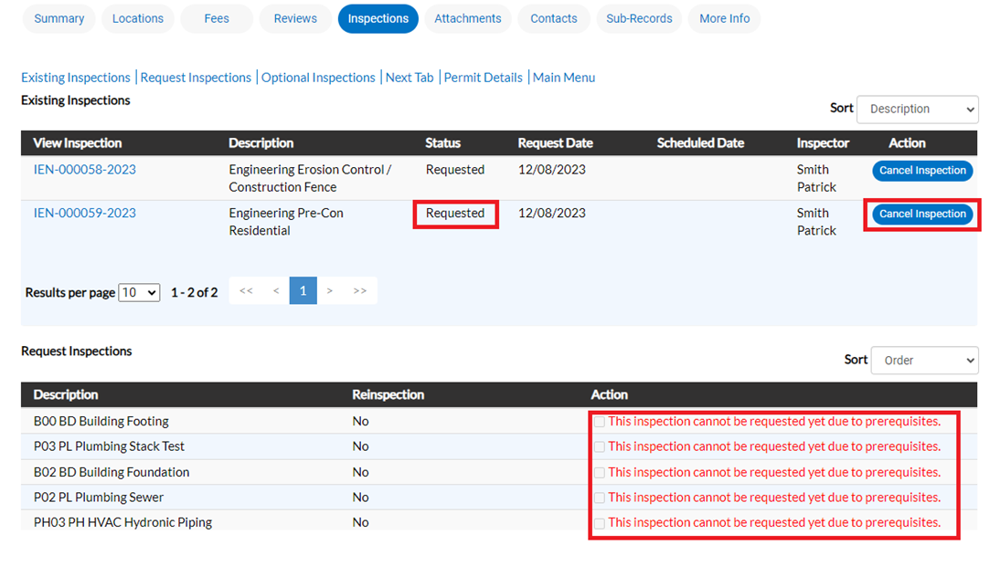 Summary Locations Fees Reviews Inspections Attachments Contacts Sub-Records More Info
Existing Inspections | Request Inspections | Optional Inspections | Next Tab | Permit Details | Main Menu
Existing Inspections
Sort Description
View Inspection Description Status Request Date Scheduled Date Inspector Action
IEN-000058-2023 Engineering Erosion Control / Requested 12/08/2023 Smith Cancel Inspection
Construction Fence Patrick
IEN-000059-2023 Engineering Pre-Con Requested 12/08/2023 Smith Cancel Inspection
Residential Patrick
Results per page 10 1 - 2 of 2 << < 1 > >>
Request Inspections
Sort Order
Description Reinspection Action
B00 BD Building Footing No This inspection cannot be requested yet due to prerequisites.
P03 PL Plumbing Stack Test No This inspection cannot be requested yet due to prerequisites.
B02 BD Building Foundation No This inspection cannot be requested yet due to prerequisites.
P02 PL Plumbing Sewer No This inspection cannot be requested yet due to prerequisites.
PH03 PH HVAC Hydronic Piping No This inspection cannot be requested yet due to prerequisites.